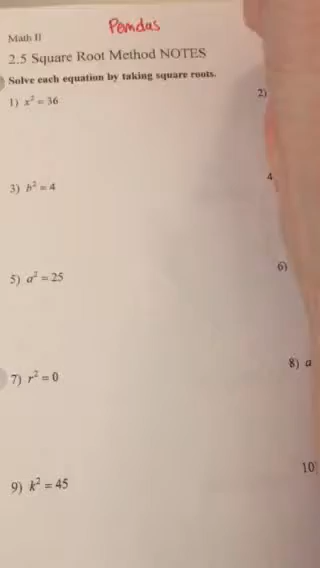 Pemdas
Math II
2.5 Square Root Method NOTES
Solve each equation by taking square roots.
1) x² = 36
2)
3) b² = 4
4
5) a² = 25
6)
7) r² = 0
8) a
9) k² = 45
10)